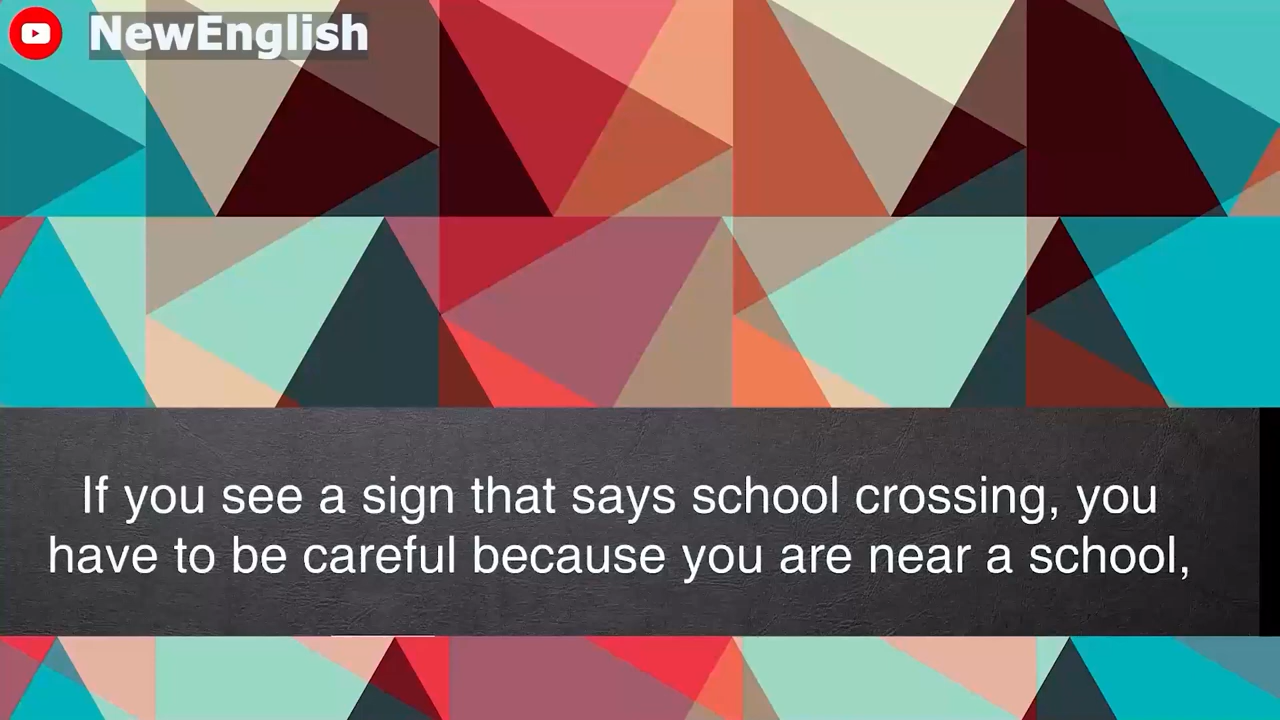 NewEnglish
If you see a sign that says school crossing, you
have to be careful because you are near a school,